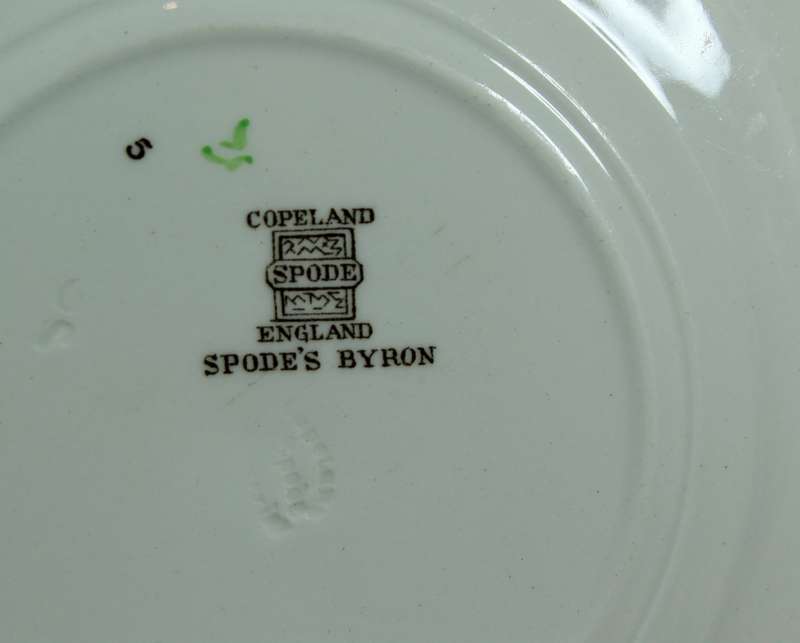 5
COPELAND
SPODE
ENGLAND
SPODE'S BYRON